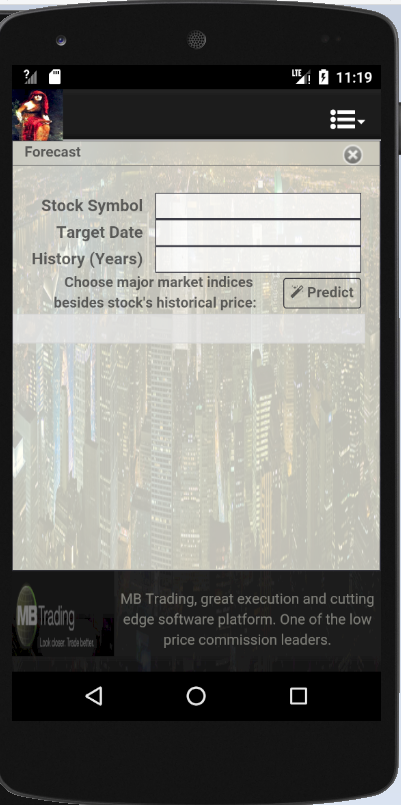 LTE 11:19
Forecast
Stock Symbol
Target Date
History (Years)
Choose major market indices
besides stock's historical price:
Predict
MB Trading
Look closer. Trade better.
MB Trading, great execution and cutting
edge software platform. One of the low
price commission leaders.